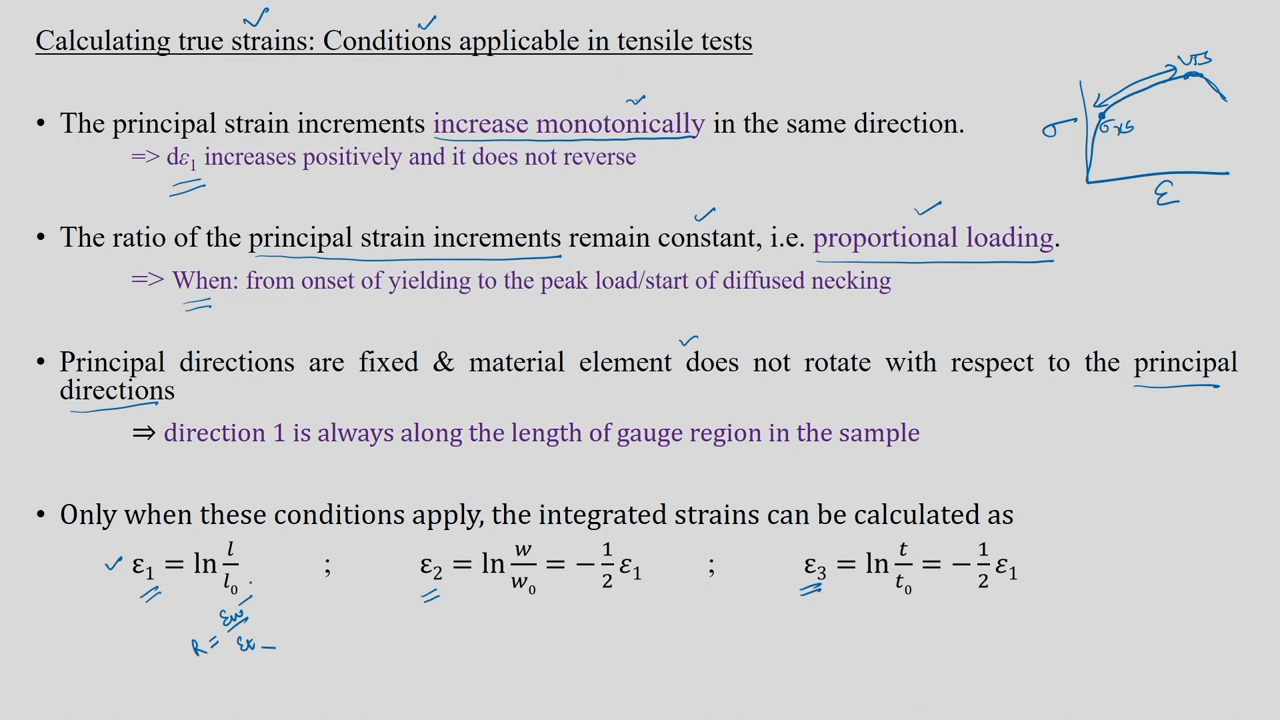 Calculating true strains: Conditions applicable in tensile tests
UTS
• The principal strain increments increase monotonically in the same direction.
σ
σYS
=> dε₁ increases positively and it does not reverse
ε
• The ratio of the principal strain increments remain constant, i.e. proportional loading.
=> When: from onset of yielding to the peak load/start of diffused necking
• Principal directions are fixed & material element does not rotate with respect to the principal
directions
⇒ direction 1 is always along the length of gauge region in the sample
• Only when these conditions apply, the integrated strains can be calculated as
ε₁ = ln l/l₀ ; ε₂ = ln w/w₀ = −1/2 ε₁ ; ε₃ = ln t/t₀ = −1/2 ε₁
R = εw/εt